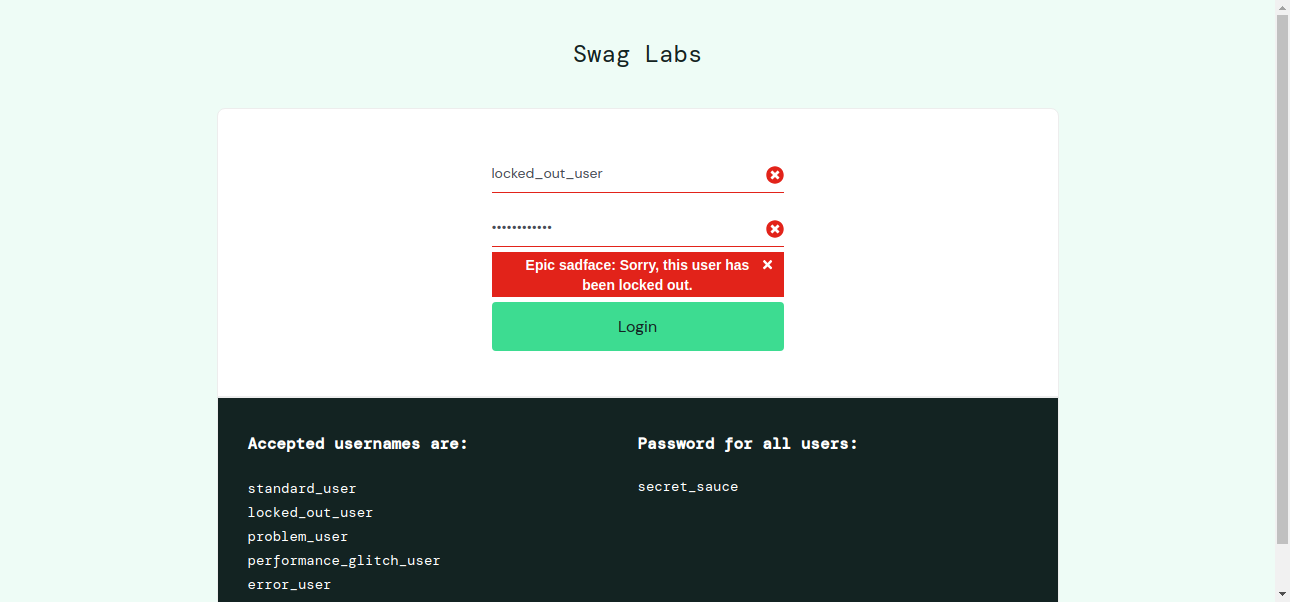 Swag Labs
locked_out_user
••••••••••••
Epic sadface: Sorry, this user has
been locked out.
Login
Accepted usernames are:
standard_user
locked_out_user
problem_user
performance_glitch_user
error_user
Password for all users:
secret_sauce